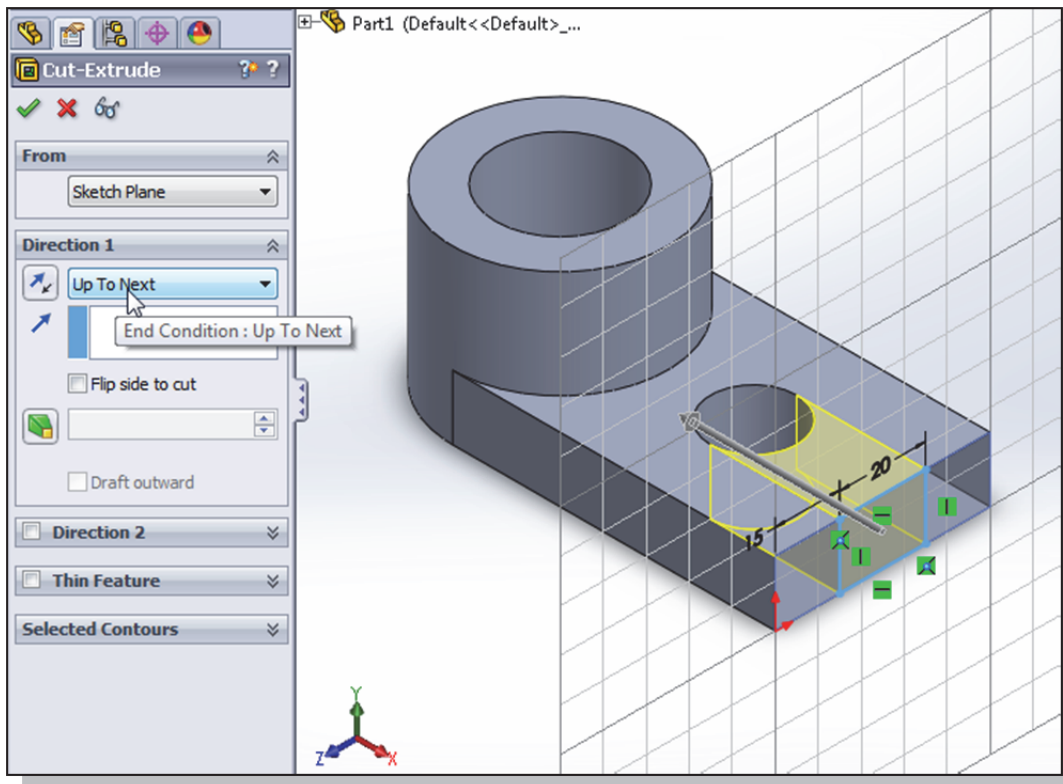 Part1 (Default<<Default>_...
Cut-Extrude
? ?
From
Sketch Plane
Direction 1
Up To Next
End Condition : Up To Next
Flip side to cut
Draft outward
Direction 2
Thin Feature
Selected Contours
20
15
0
Y
Z
X